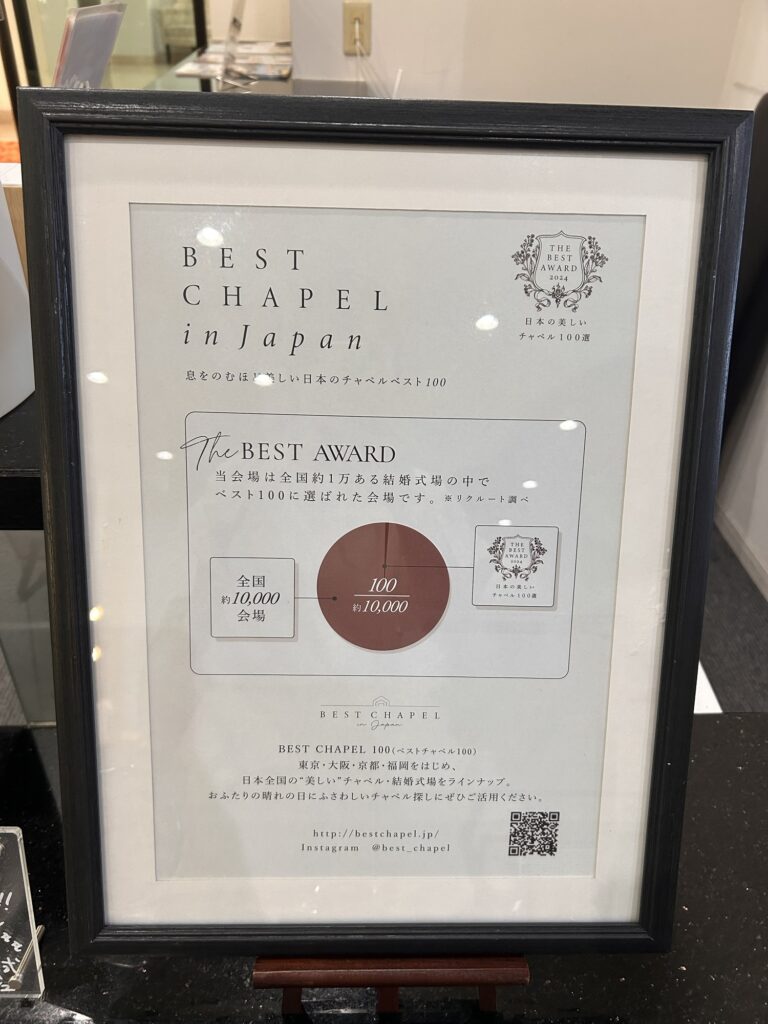 BEST
CHAPEL
in Japan
THE
BEST
AWARD
2024
日本の美しい
チャペル100選
息をのむほど美しい日本のチャペルベスト100
The BEST AWARD
当会場は全国約1万ある結婚式場の中で
ベスト100に選ばれた会場です。※リクルート調べ
全国
約10,000
会場
100
約10,000
THE
BEST
AWARD
2024
日本の美しい
チャペル100選
BEST CHAPEL
in Japan
BEST CHAPEL 100(ベストチャペル100)
東京・大阪・京都・福岡をはじめ、
日本全国の“美しい”チャペル・結婚式場をラインナップ。
おふたりの晴れの日にふさわしいチャペル探しにぜひご活用ください。
http://bestchapel.jp/
Instagram @best_chapel